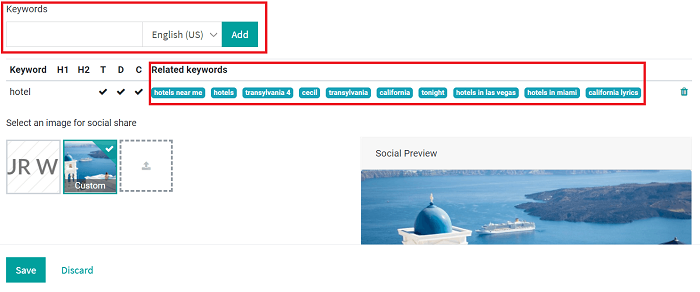 Keywords
English (US) Add
Keyword H1 H2 T D C Related keywords
hotel hotels near me hotels transylvania 4 cecil transylvania california tonight hotels in las vegas hotels in miami california lyrics
Select an image for social share
Social Preview
UR W
Custom
Save Discard